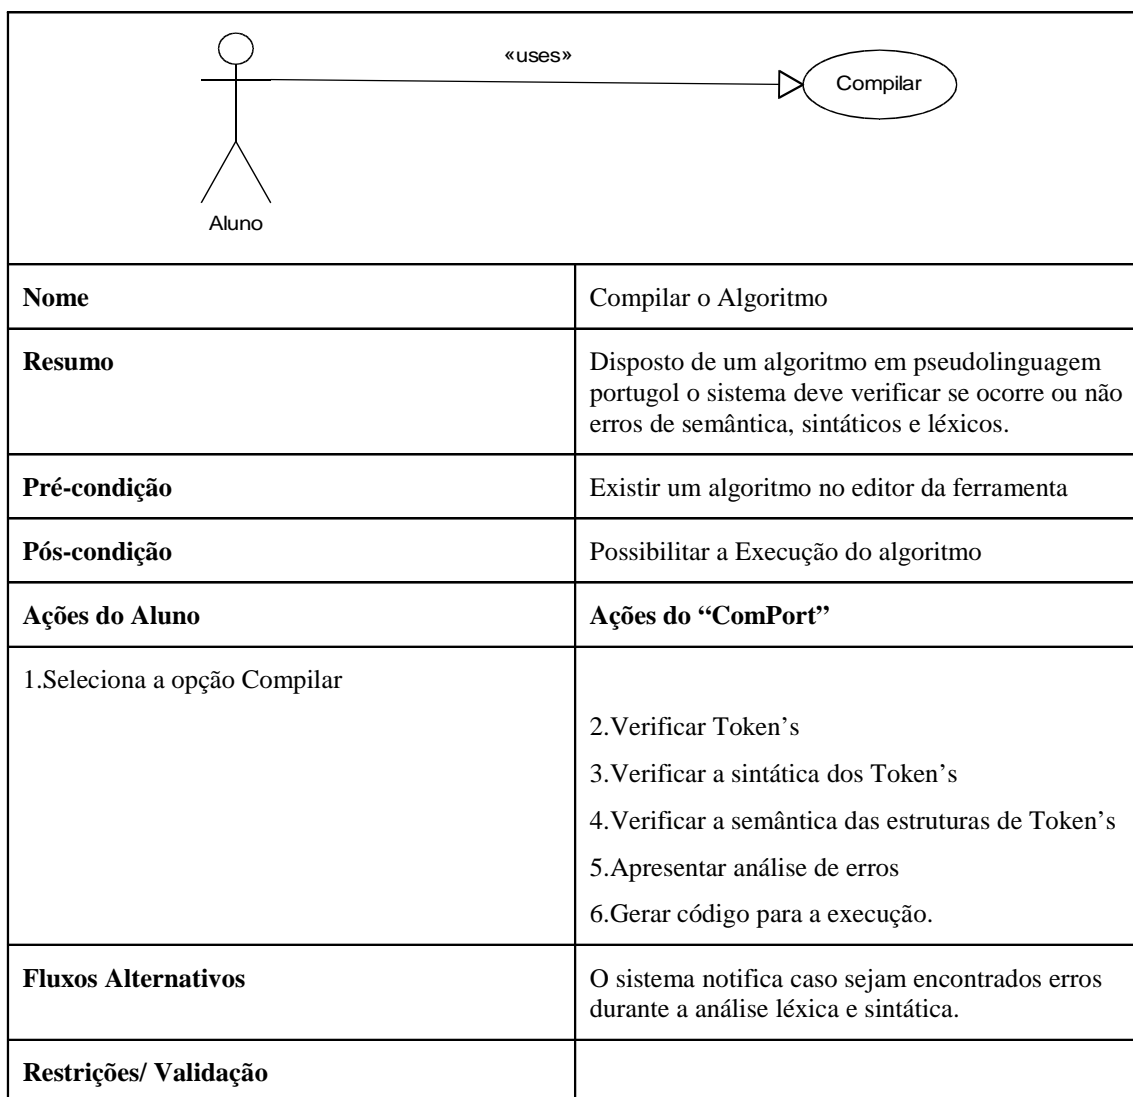 «uses»
Compilar
Aluno
Nome
Compilar o Algoritmo
Resumo
Disposto de um algoritmo em pseudolinguagem
portugol o sistema deve verificar se ocorre ou não
erros de semântica, sintáticos e léxicos.
Pré-condição
Existir um algoritmo no editor da ferramenta
Pós-condição
Possibilitar a Execução do algoritmo
Ações do Aluno
Ações do “ComPort”
1.Seleciona a opção Compilar
2.Verificar Token’s
3.Verificar a sintática dos Token’s
4.Verificar a semântica das estruturas de Token’s
5.Apresentar análise de erros
6.Gerar código para a execução.
Fluxos Alternativos
O sistema notifica caso sejam encontrados erros
durante a análise léxica e sintática.
Restrições/ Validação